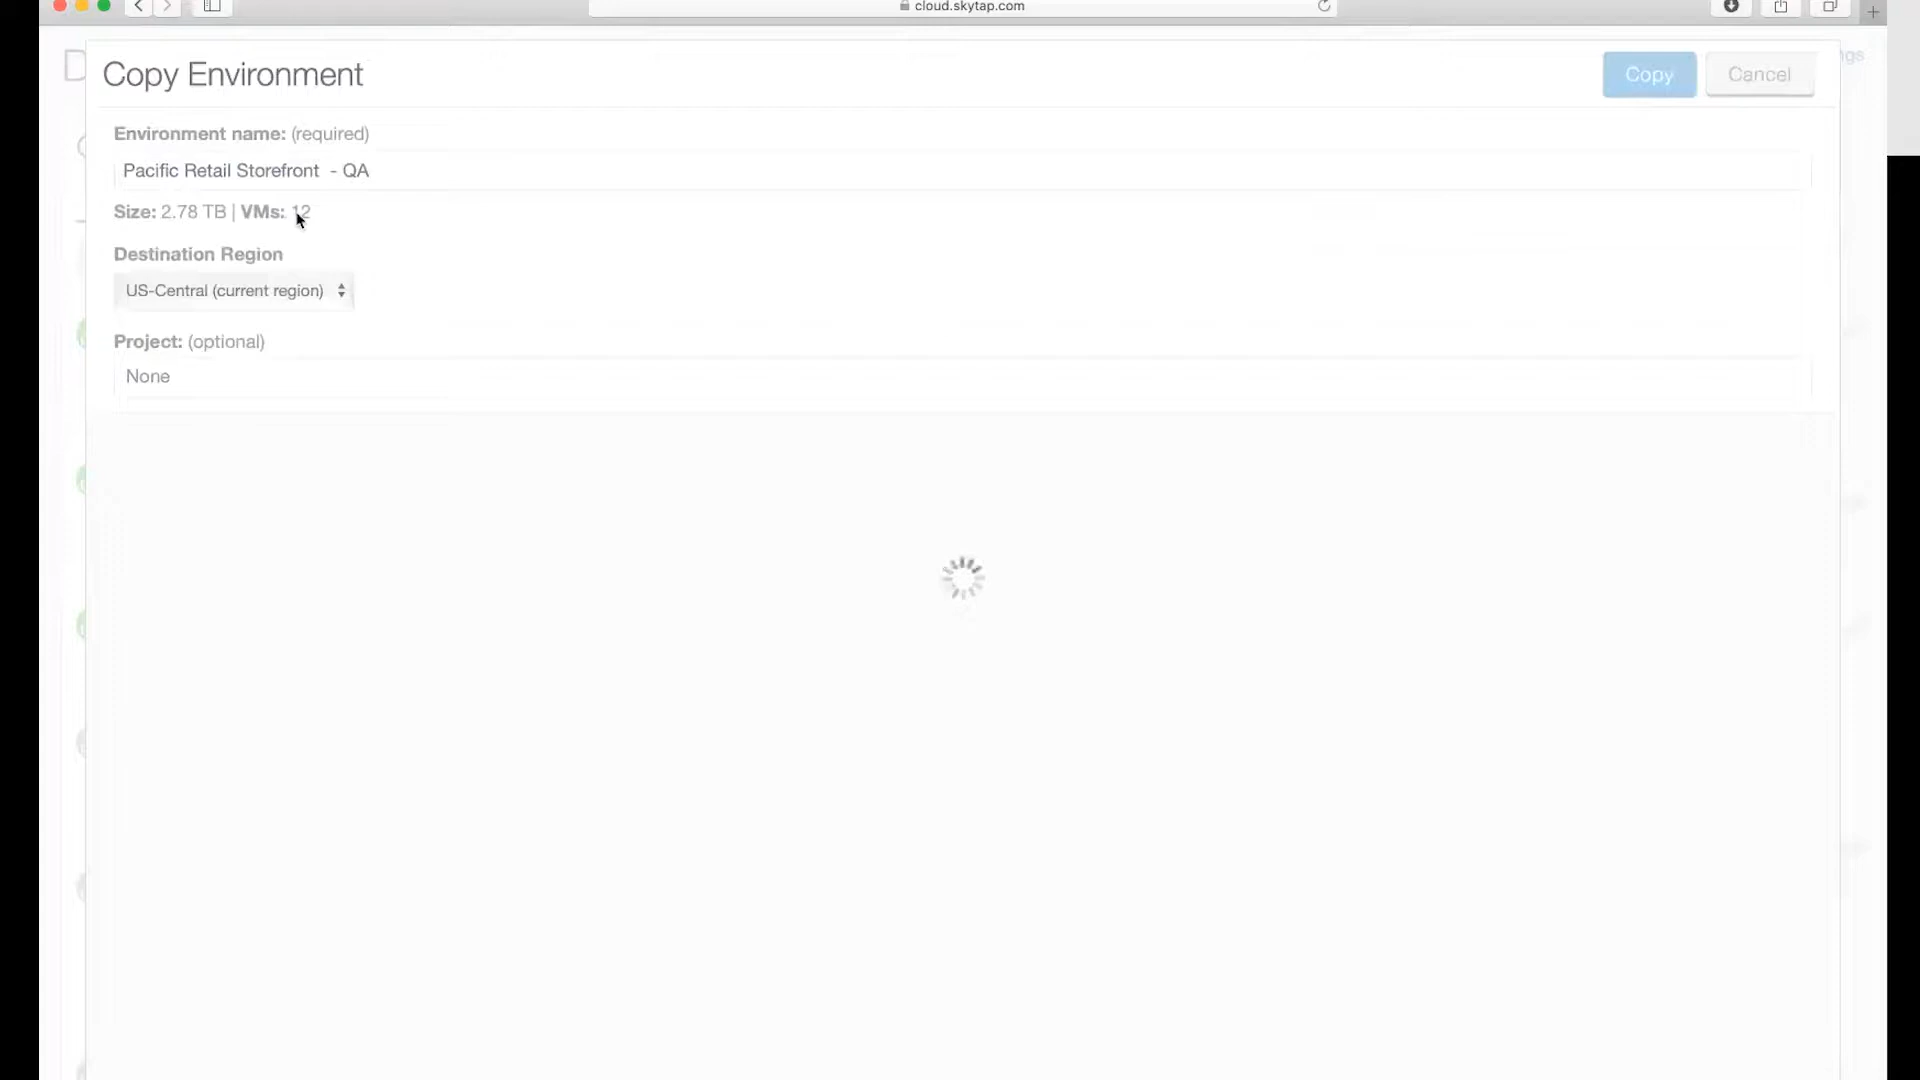 cloud.skytap.com
Copy Environment
Copy
Cancel
Environment name: (required)
Pacific Retail Storefront  - QA
Size: 2.78 TB | VMs: 12
Destination Region
US-Central (current region)
Project: (optional)
None